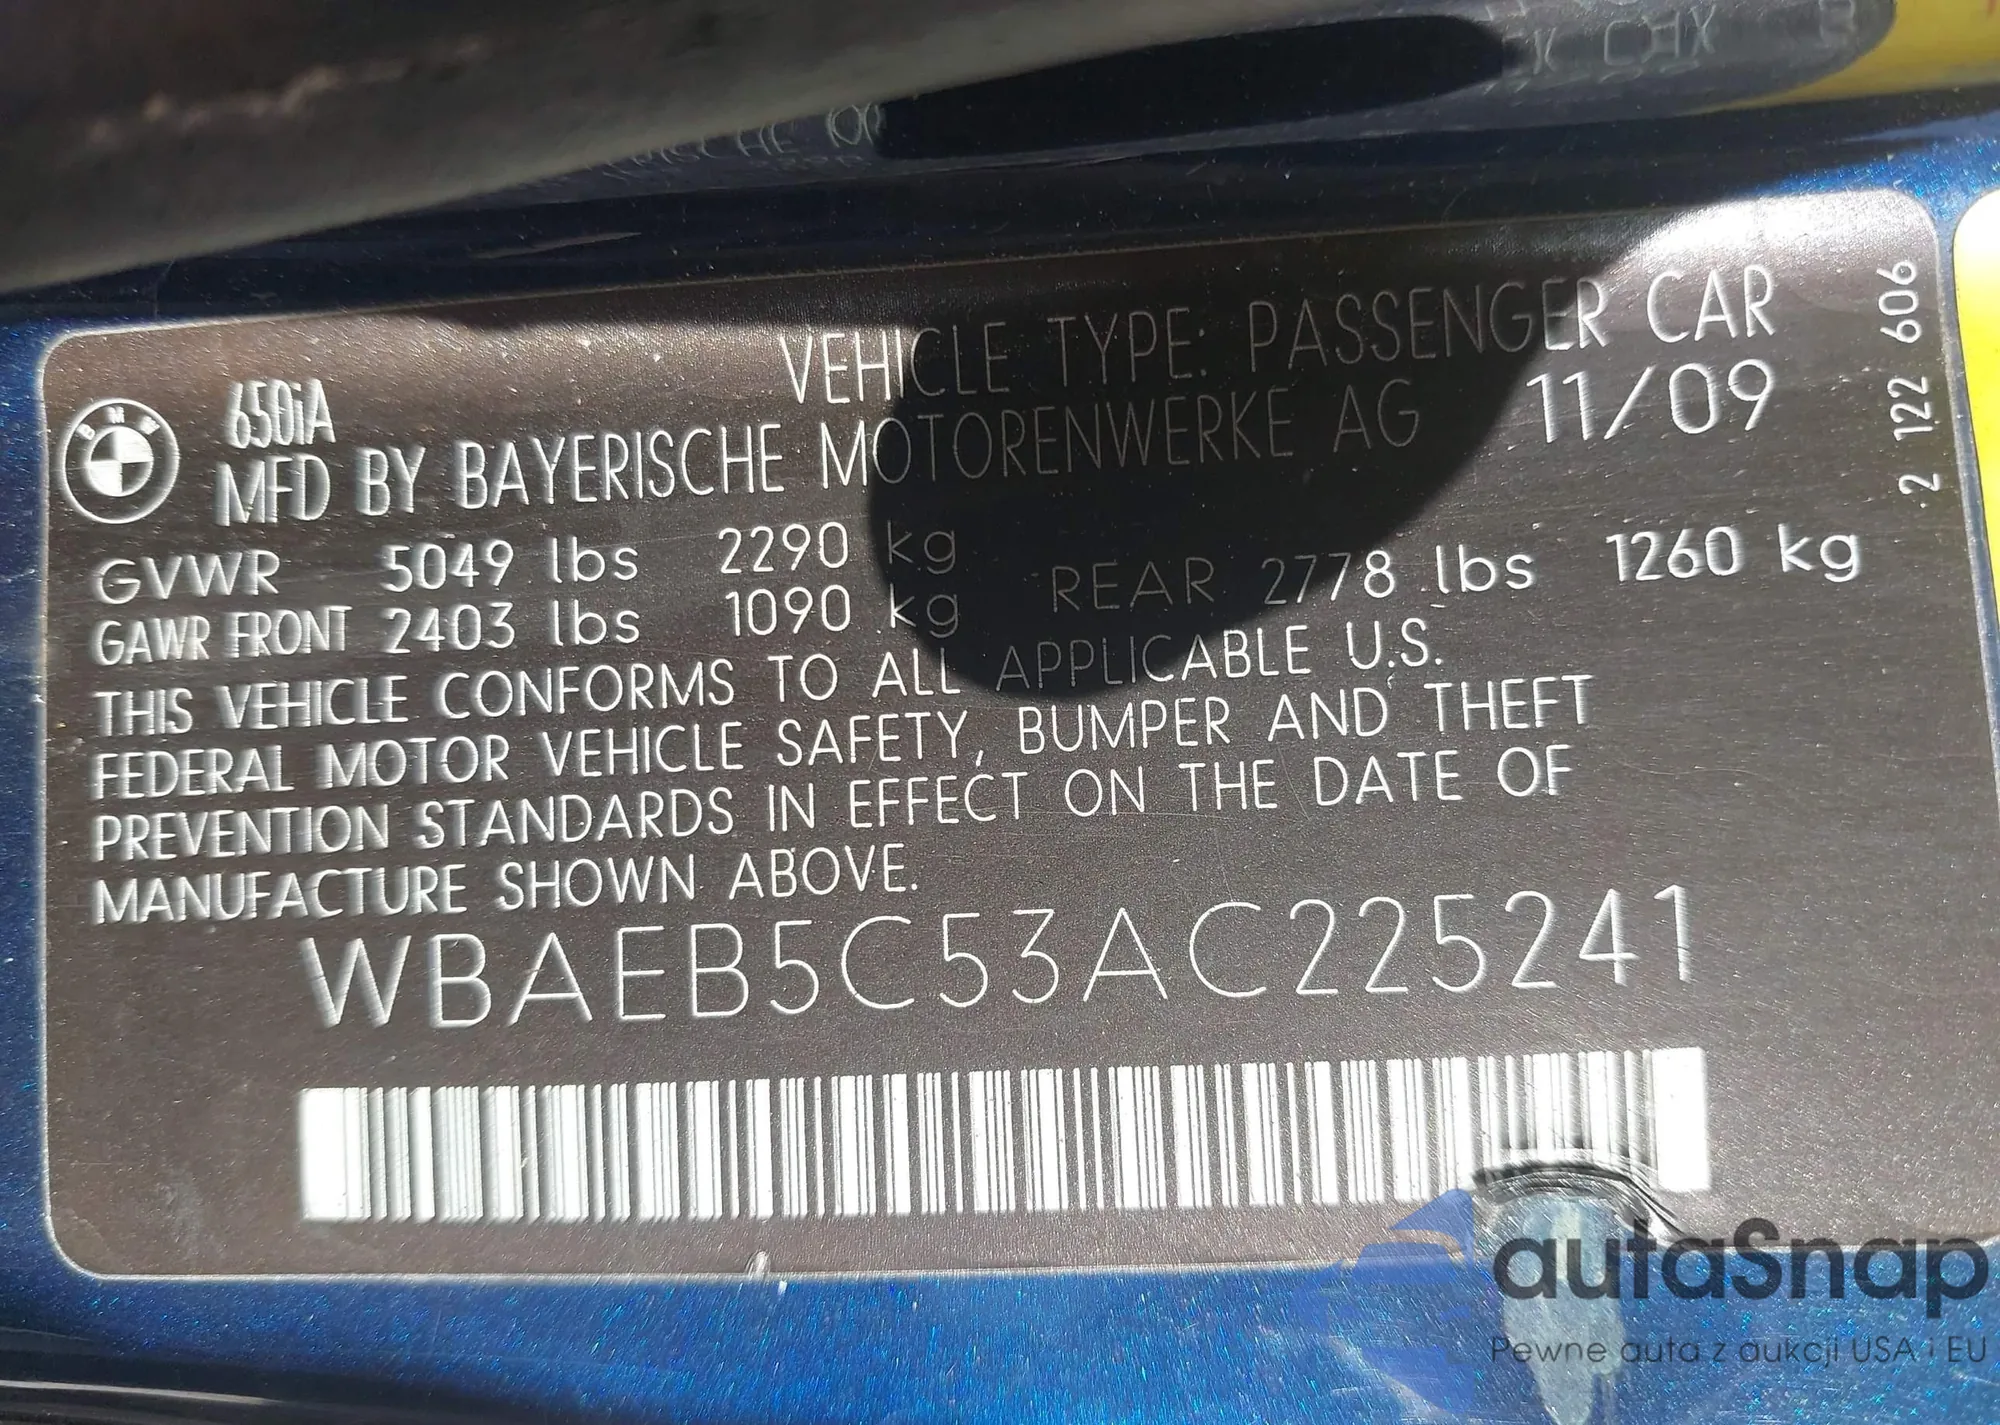 VEHICLE TYPE: PASSENGER CAR
650iA
11/09
MFD BY BAYERISCHE MOTORENWERKE AG
GVWR 5049 lbs 2290 kg
GAWR FRONT 2403 lbs 1090 kg REAR 2778 lbs 1260 kg
THIS VEHICLE CONFORMS TO ALL APPLICABLE U.S.
FEDERAL MOTOR VEHICLE SAFETY, BUMPER AND THEFT
PREVENTION STANDARDS IN EFFECT ON THE DATE OF
MANUFACTURE SHOWN ABOVE.
WBAEB5C53AC225241
2 122 606
BMW
autaSnap
Pewne auta z aukcji USA i EU